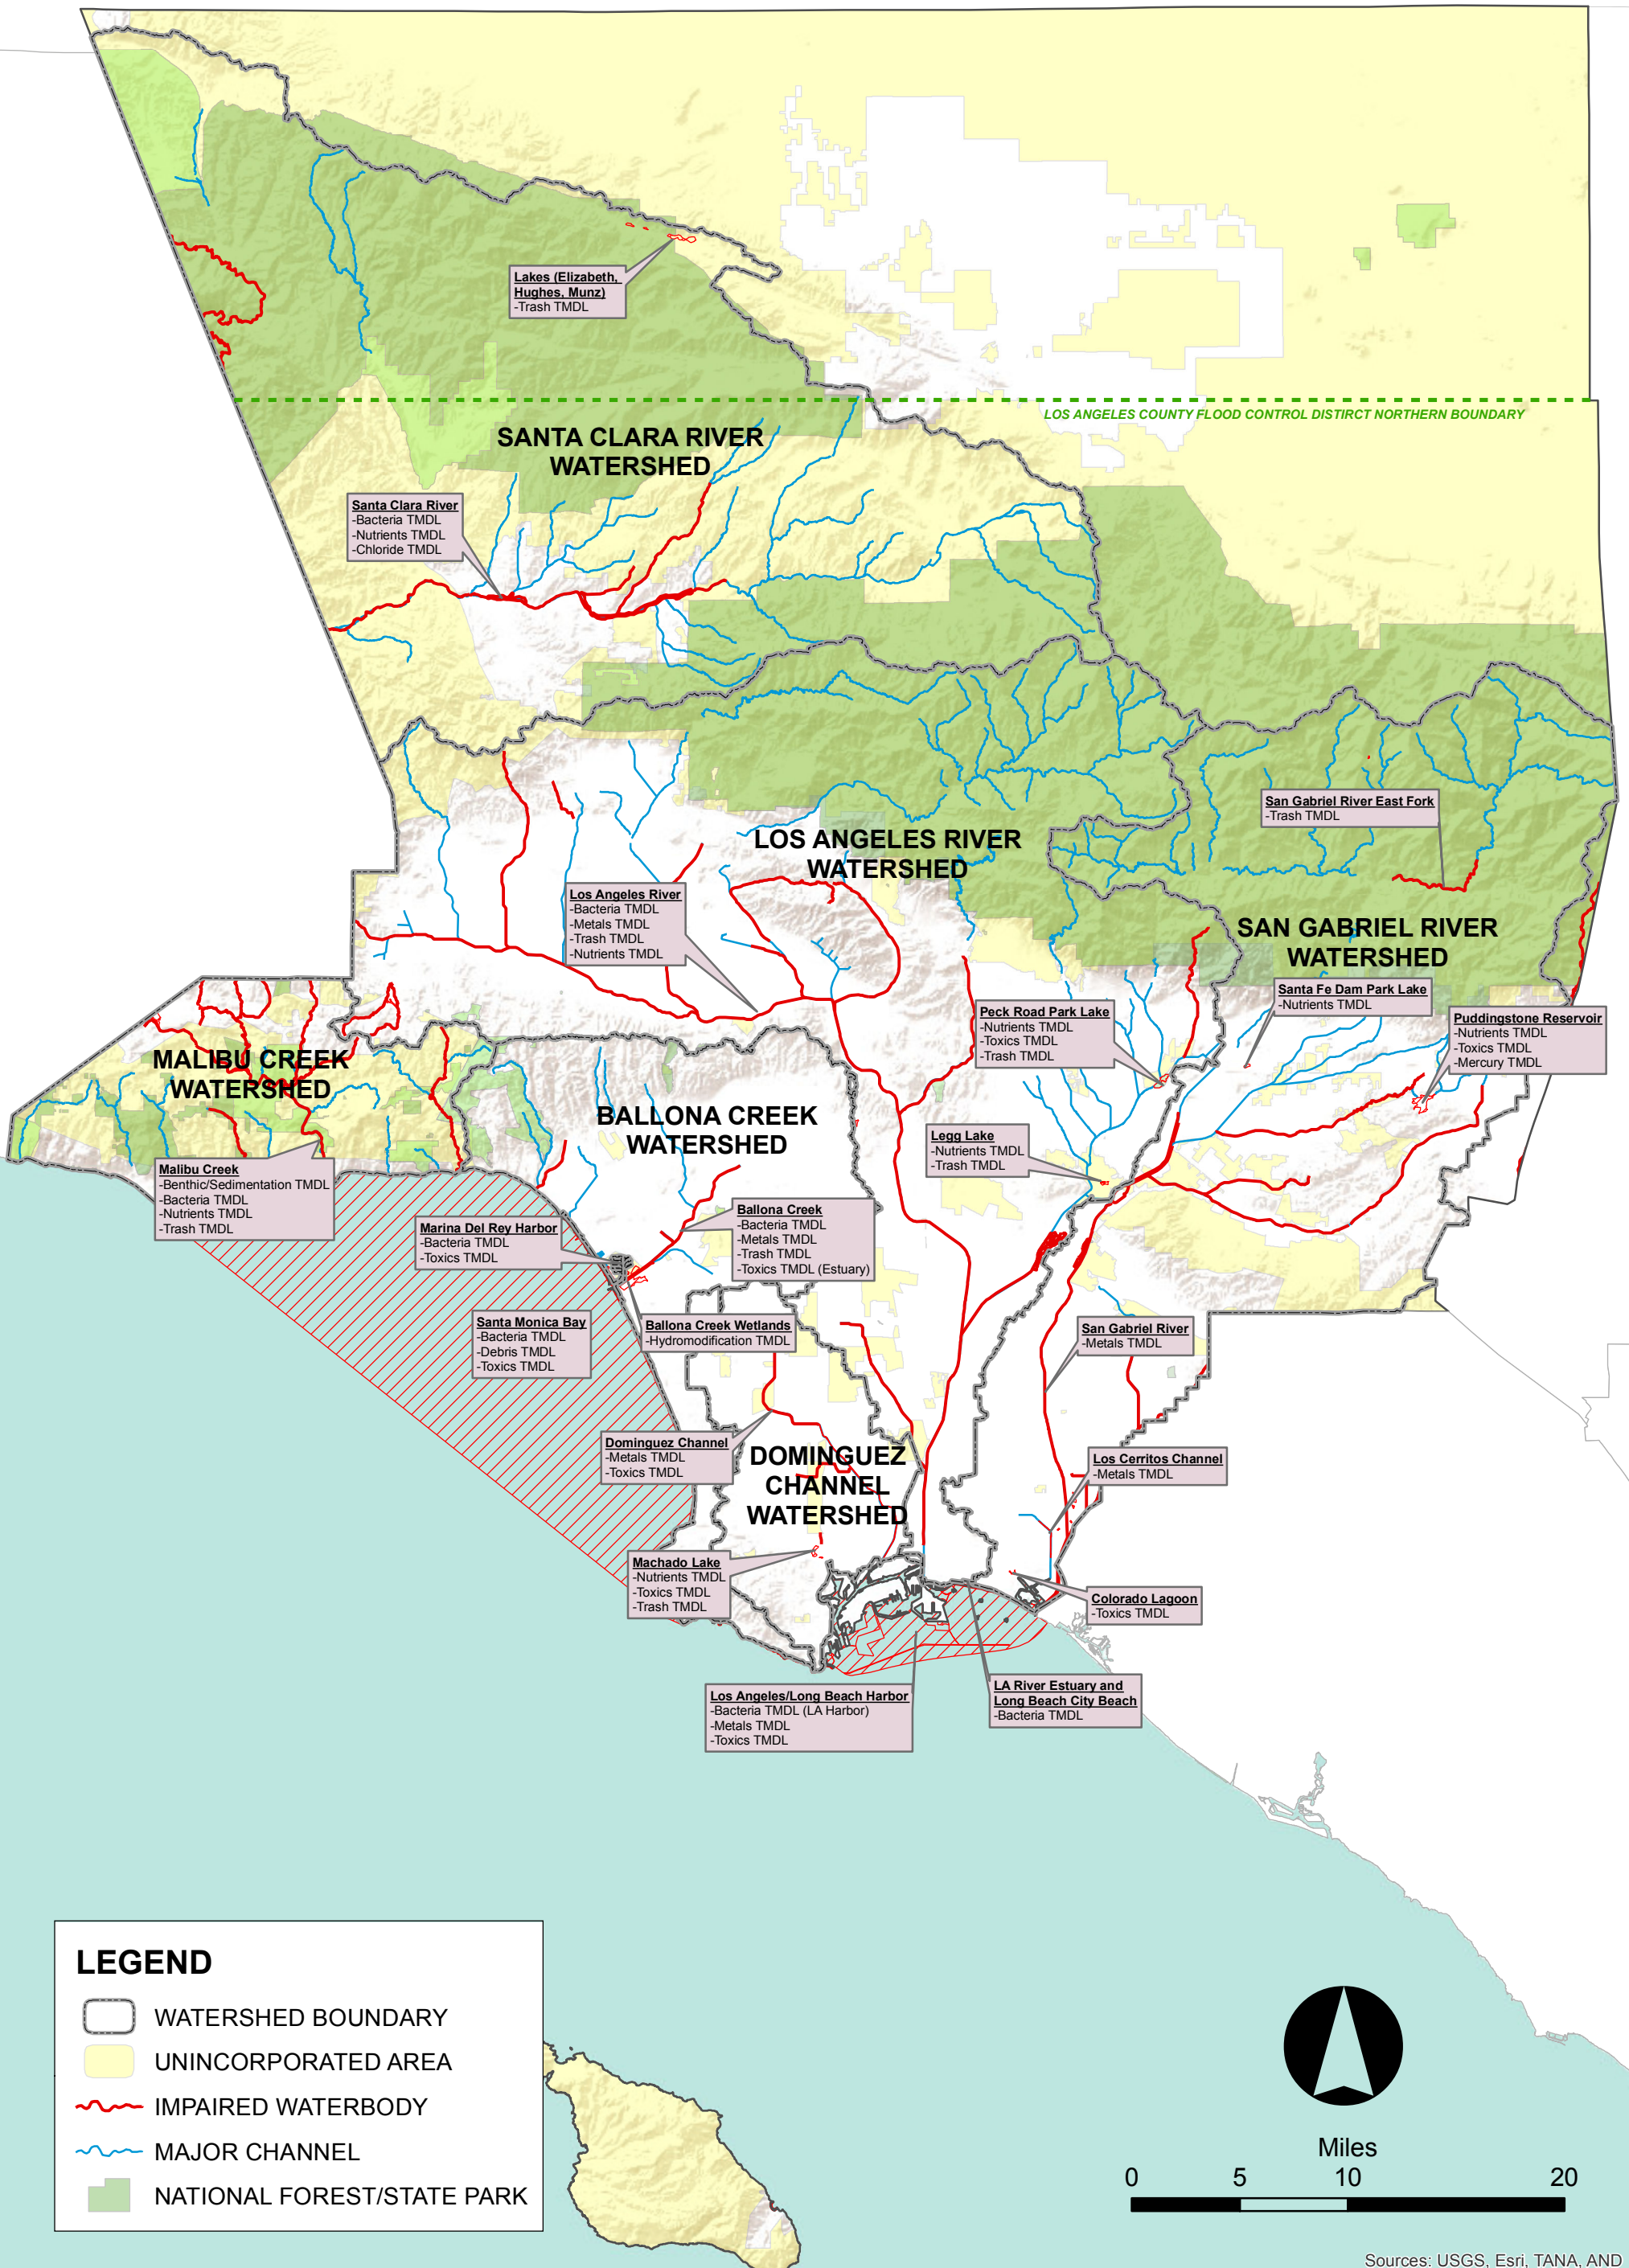 Lakes (Elizabeth,
Hughes, Munz)
-Trash TMDL
LOS ANGELES COUNTY FLOOD CONTROL DISTIRCT NORTHERN BOUNDARY
SANTA CLARA RIVER
WATERSHED
Santa Clara River
-Bacteria TMDL
-Nutrients TMDL
-Chloride TMDL
San Gabriel River East Fork
-Trash TMDL
LOS ANGELES RIVER
WATERSHED
Los Angeles River
-Bacteria TMDL
-Metals TMDL
-Trash TMDL
-Nutrients TMDL
SAN GABRIEL RIVER
WATERSHED
Santa Fe Dam Park Lake
-Nutrients TMDL
Peck Road Park Lake
-Nutrients TMDL
-Toxics TMDL
-Trash TMDL
Puddingstone Reservoir
-Nutrients TMDL
-Toxics TMDL
-Mercury TMDL
MALIBU CREEK
WATERSHED
BALLONA CREEK
WATERSHED
Legg Lake
-Nutrients TMDL
-Trash TMDL
Malibu Creek
-Benthic/Sedimentation TMDL
-Bacteria TMDL
-Nutrients TMDL
-Trash TMDL
Marina Del Rey Harbor
-Bacteria TMDL
-Toxics TMDL
Ballona Creek
-Bacteria TMDL
-Metals TMDL
-Trash TMDL
-Toxics TMDL (Estuary)
Santa Monica Bay
-Bacteria TMDL
-Debris TMDL
-Toxics TMDL
Ballona Creek Wetlands
-Hydromodification TMDL
San Gabriel River
-Metals TMDL
Dominguez Channel
-Metals TMDL
-Toxics TMDL
DOMINGUEZ
CHANNEL
WATERSHED
Los Cerritos Channel
-Metals TMDL
Machado Lake
-Nutrients TMDL
-Toxics TMDL
-Trash TMDL
Colorado Lagoon
-Toxics TMDL
Los Angeles/Long Beach Harbor
-Bacteria TMDL (LA Harbor)
-Metals TMDL
-Toxics TMDL
LA River Estuary and
Long Beach City Beach
-Bacteria TMDL
LEGEND
WATERSHED BOUNDARY
UNINCORPORATED AREA
IMPAIRED WATERBODY
MAJOR CHANNEL
NATIONAL FOREST/STATE PARK
Miles
0 5 10 20
Sources: USGS, Esri, TANA, AND